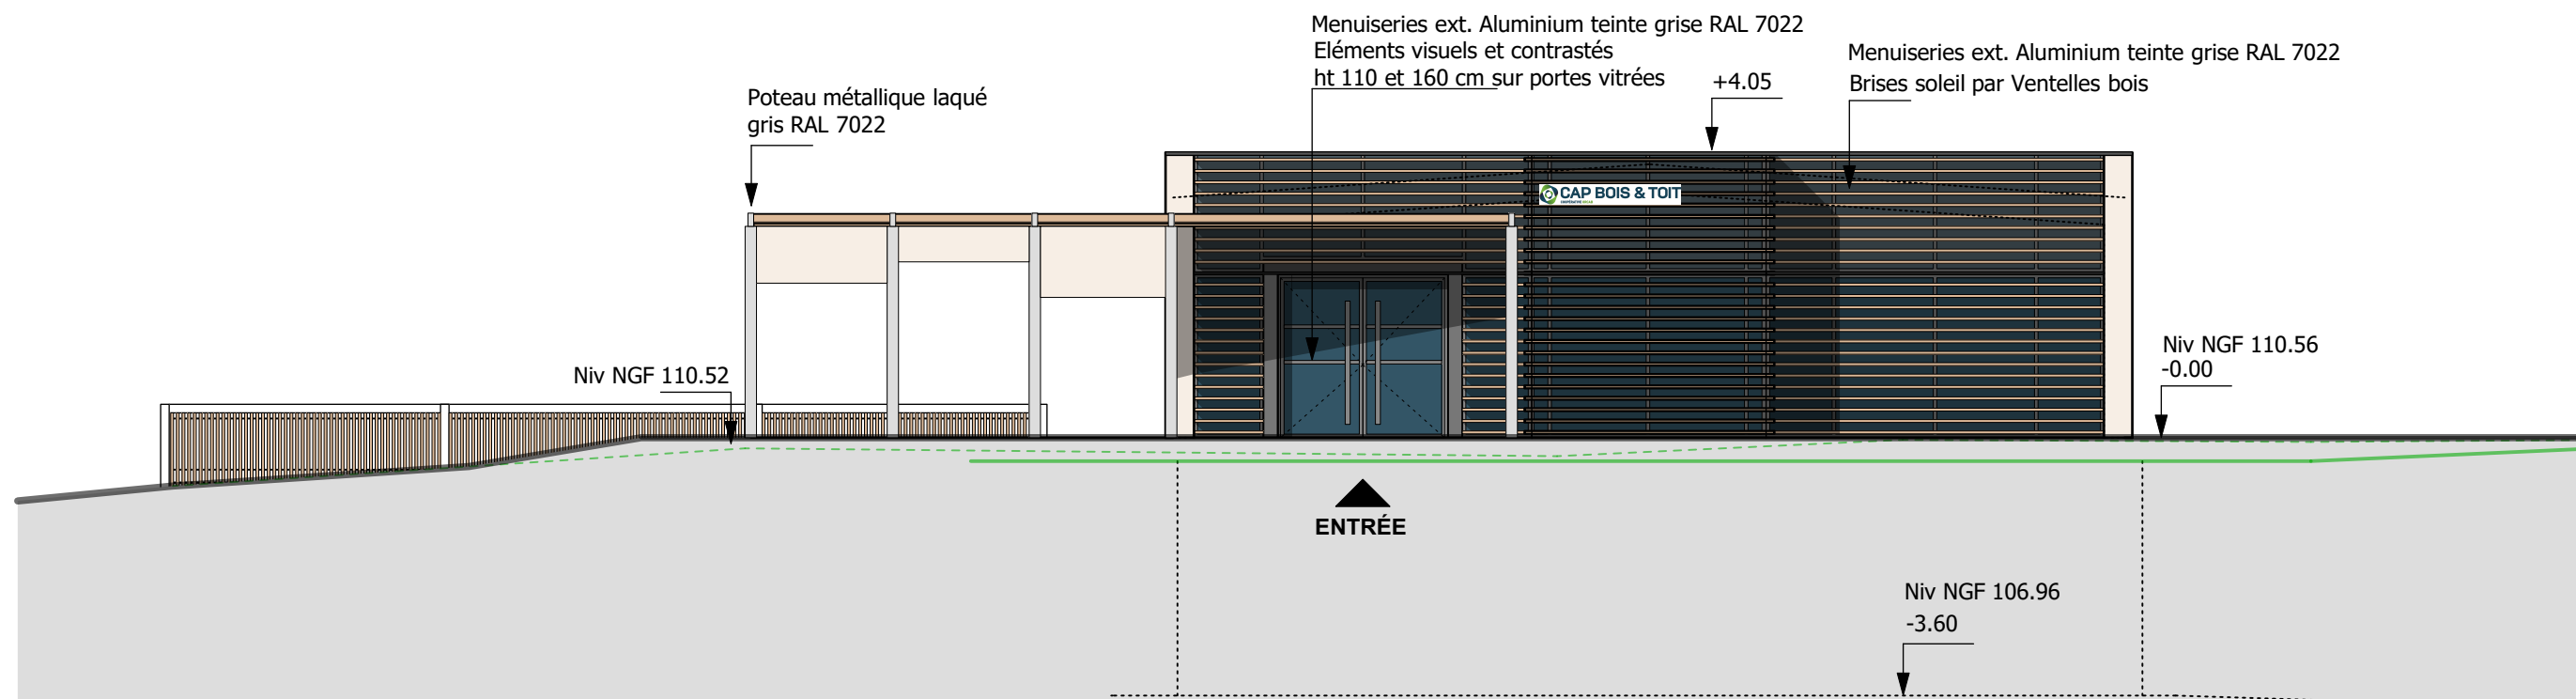 Menuiseries ext. Aluminium teinte grise RAL 7022
Eléments visuels et contrastés
ht 110 et 160 cm sur portes vitrées
Menuiseries ext. Aluminium teinte grise RAL 7022
Brises soleil par Ventelles bois
+4.05
Poteau métallique laqué
gris RAL 7022
CAP BOIS & TOIT
Niv NGF 110.56
-0.00
Niv NGF 110.52
ENTRÉE
Niv NGF 106.96
-3.60